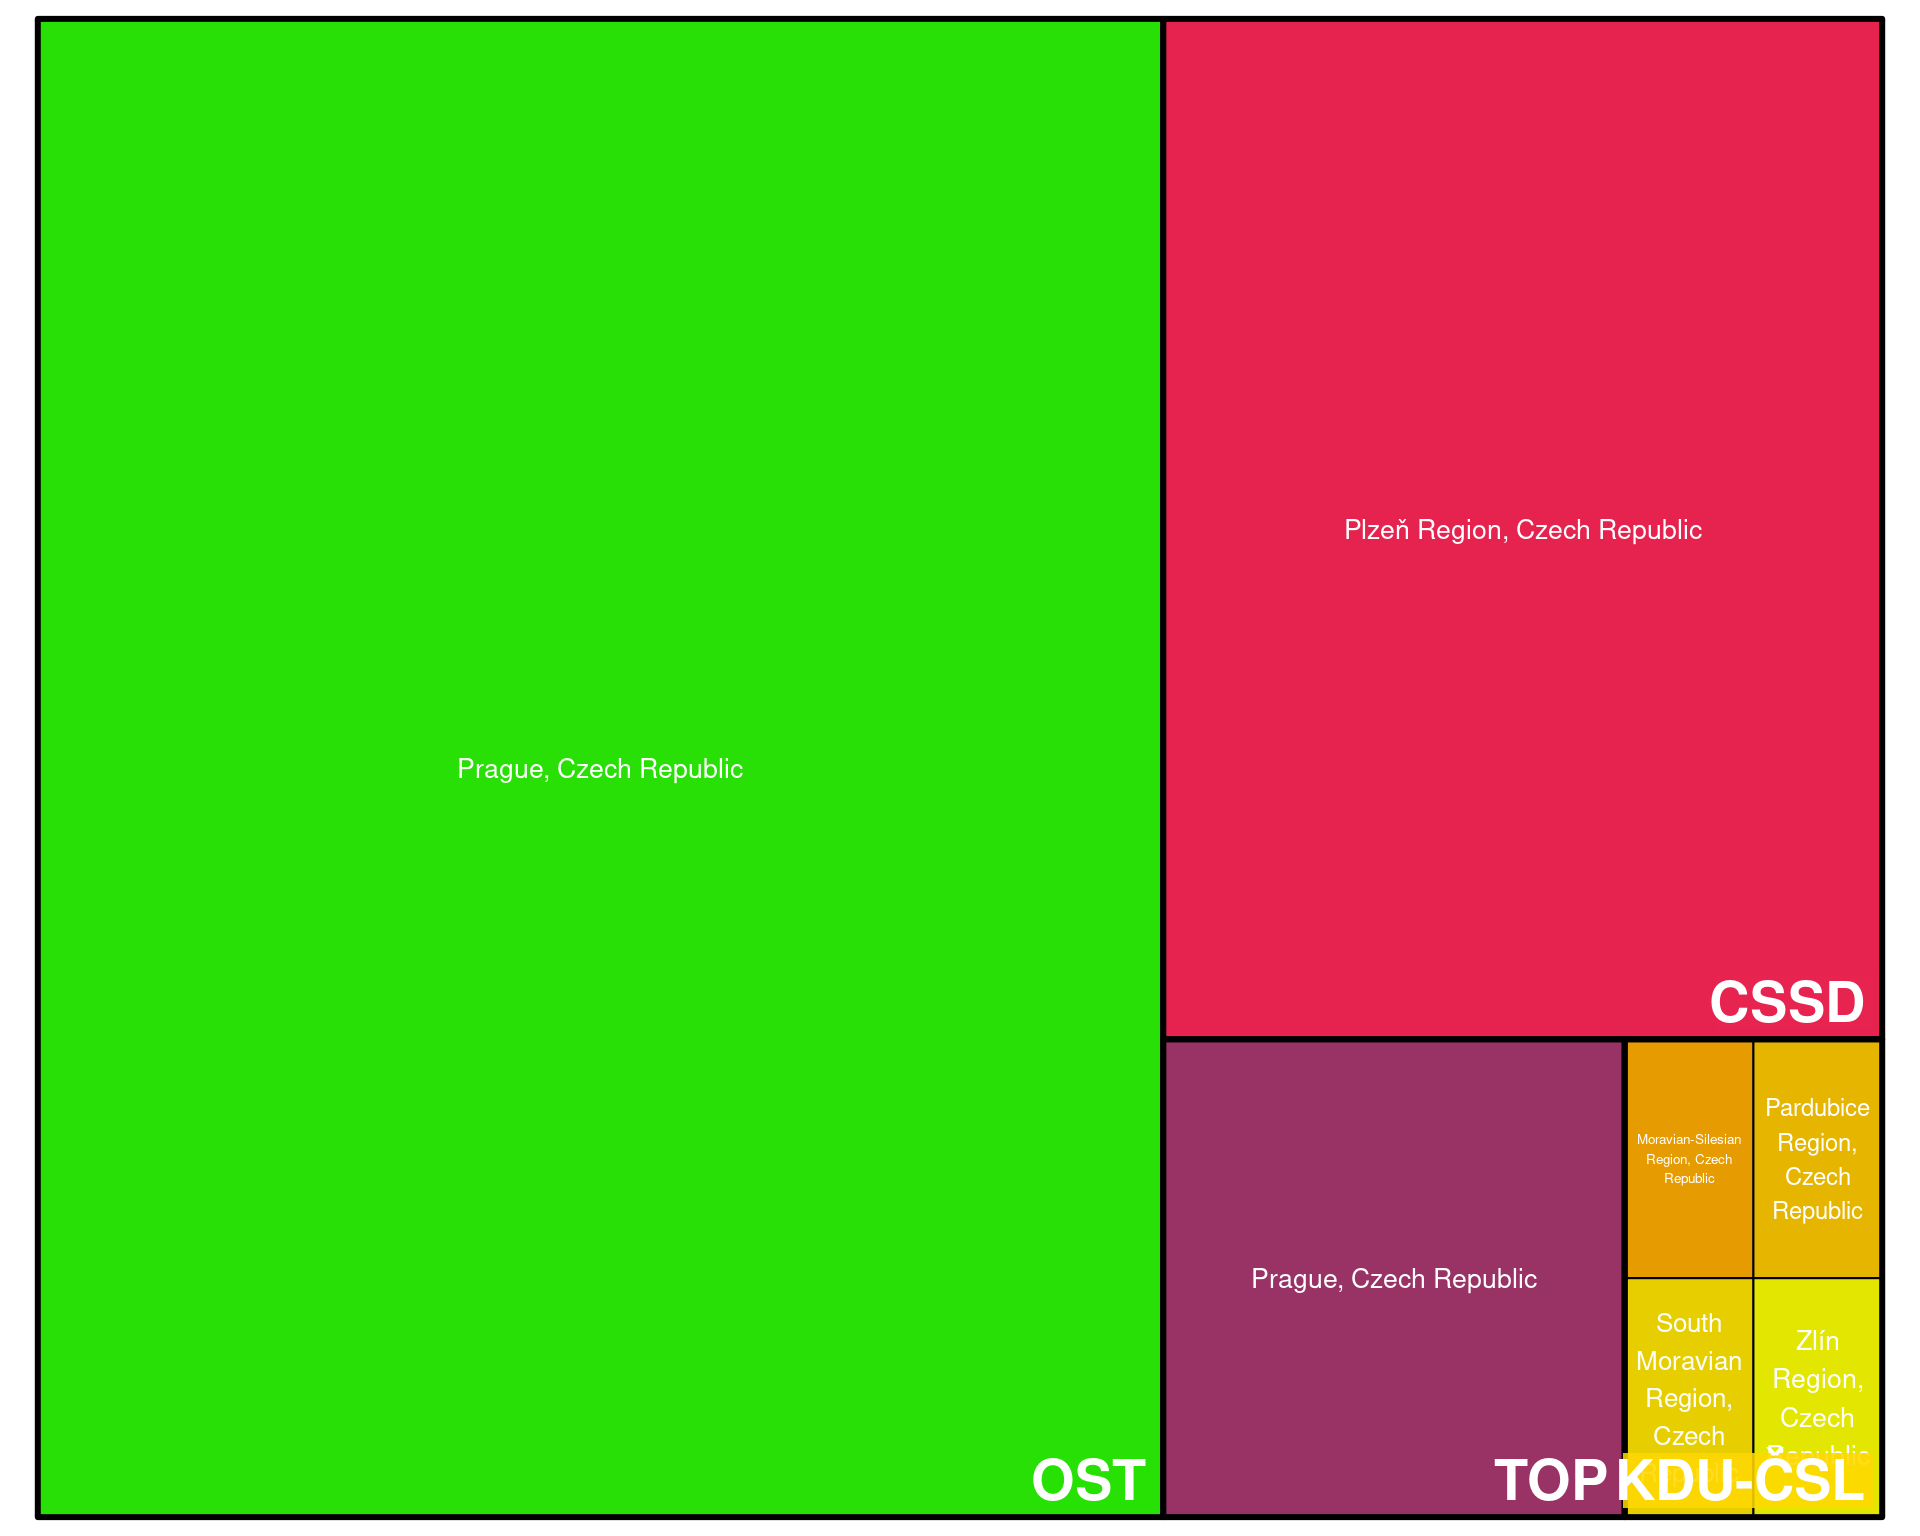 Prague, Czech Republic
OST
Plzeň Region, Czech Republic
CSSD
Prague, Czech Republic
TOP
Moravian-Silesian
Region, Czech
Republic
Pardubice
Region,
Czech
Republic
South
Moravian
Region,
Czech
Zlín
Region,
Czech
Republic
KDU-ČSL